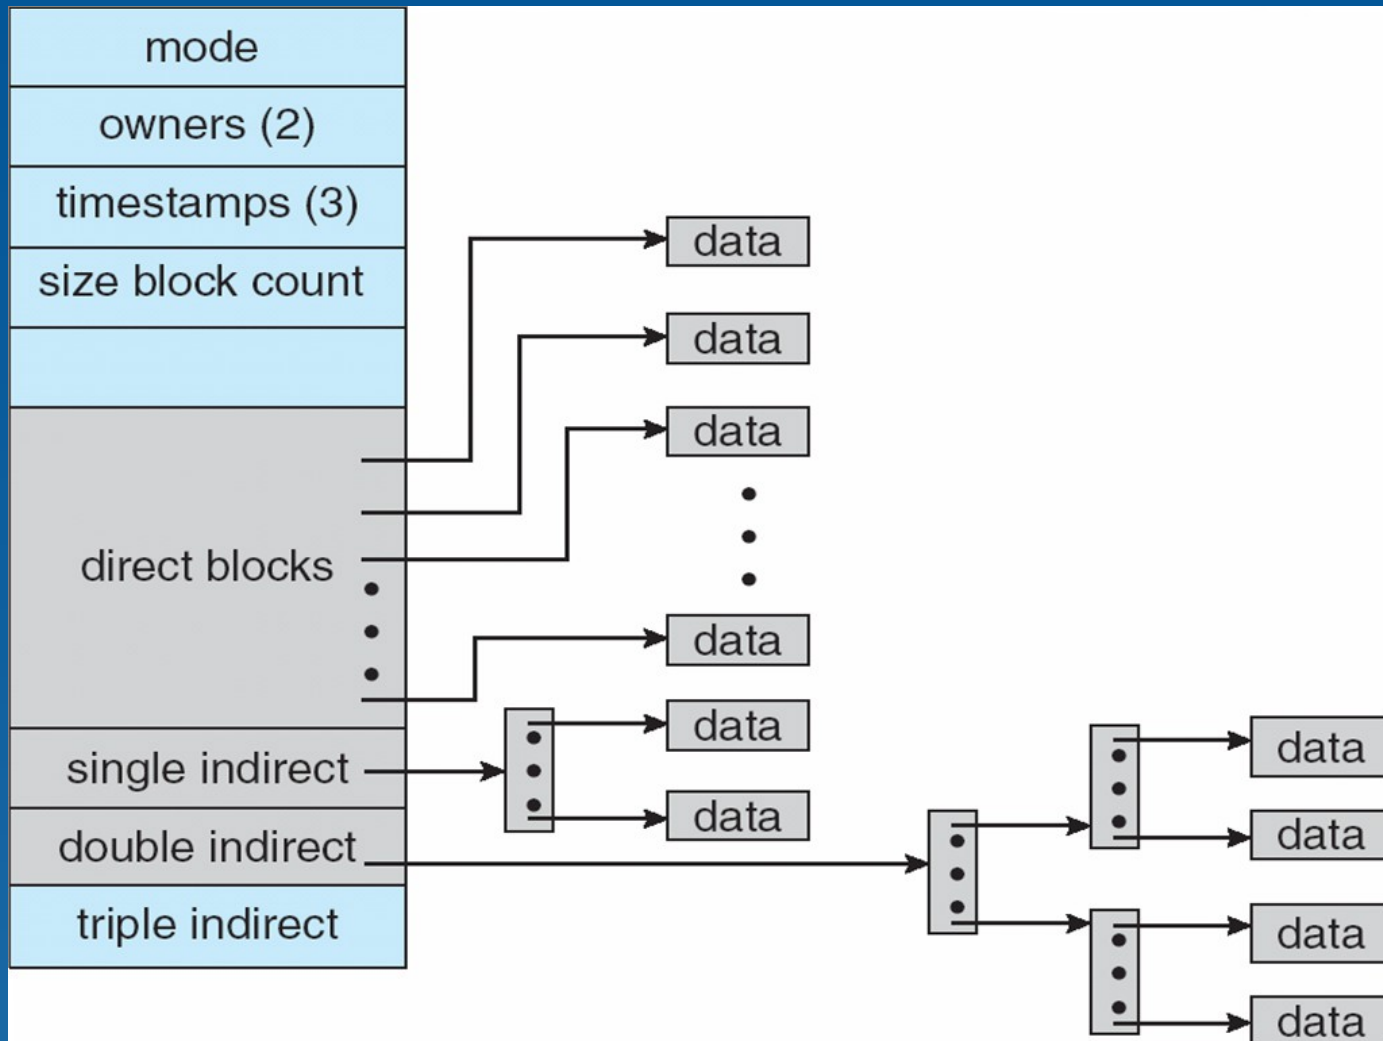 mode
owners (2)
timestamps (3)
size block count
direct blocks
single indirect
double indirect
triple indirect
data
data
data
data
data
data
data
data
data
data